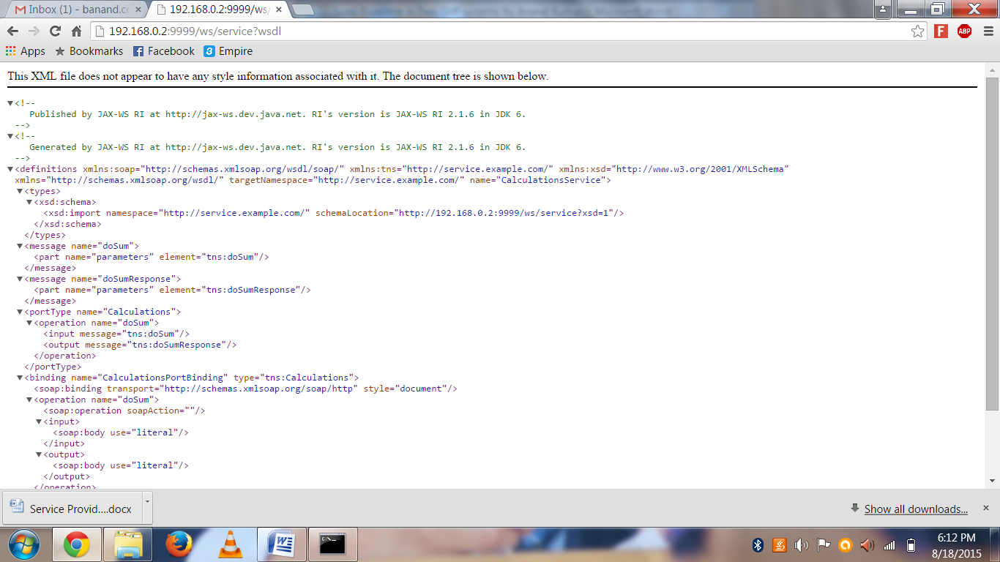 Inbox (1) - banand.co
192.168.0.2:9999/ws/
192.168.0.2:9999/ws/service?wsdl
F ABP
Apps Bookmarks Facebook Empire
This XML file does not appear to have any style information associated with it. The document tree is shown below.
<!--
Published by JAX-WS RI at http://jax-ws.dev.java.net. RI's version is JAX-WS RI 2.1.6 in JDK 6.
-->
<!--
Generated by JAX-WS RI at http://jax-ws.dev.java.net. RI's version is JAX-WS RI 2.1.6 in JDK 6.
-->
<definitions xmlns:soap="http://schemas.xmlsoap.org/wsdl/soap/" xmlns:tns="http://service.example.com/" xmlns:xsd="http://www.w3.org/2001/XMLSchema"
xmlns="http://schemas.xmlsoap.org/wsdl/" targetNamespace="http://service.example.com/" name="CalculationsService">
<types>
<xsd:schema>
<xsd:import namespace="http://service.example.com/" schemaLocation="http://192.168.0.2:9999/ws/service?xsd=1"/>
</xsd:schema>
</types>
<message name="doSum">
<part name="parameters" element="tns:doSum"/>
</message>
<message name="doSumResponse">
<part name="parameters" element="tns:doSumResponse"/>
</message>
<portType name="Calculations">
<operation name="doSum">
<input message="tns:doSum"/>
<output message="tns:doSumResponse"/>
</operation>
</portType>
<binding name="CalculationsPortBinding" type="tns:Calculations">
<soap:binding transport="http://schemas.xmlsoap.org/soap/http" style="document"/>
<operation name="doSum">
<soap:operation soapAction=""/>
<input>
<soap:body use="literal"/>
</input>
<output>
<soap:body use="literal"/>
</output>
</operation>
Service Provid....docx
Show all downloads...
6:12 PM
8/18/2015